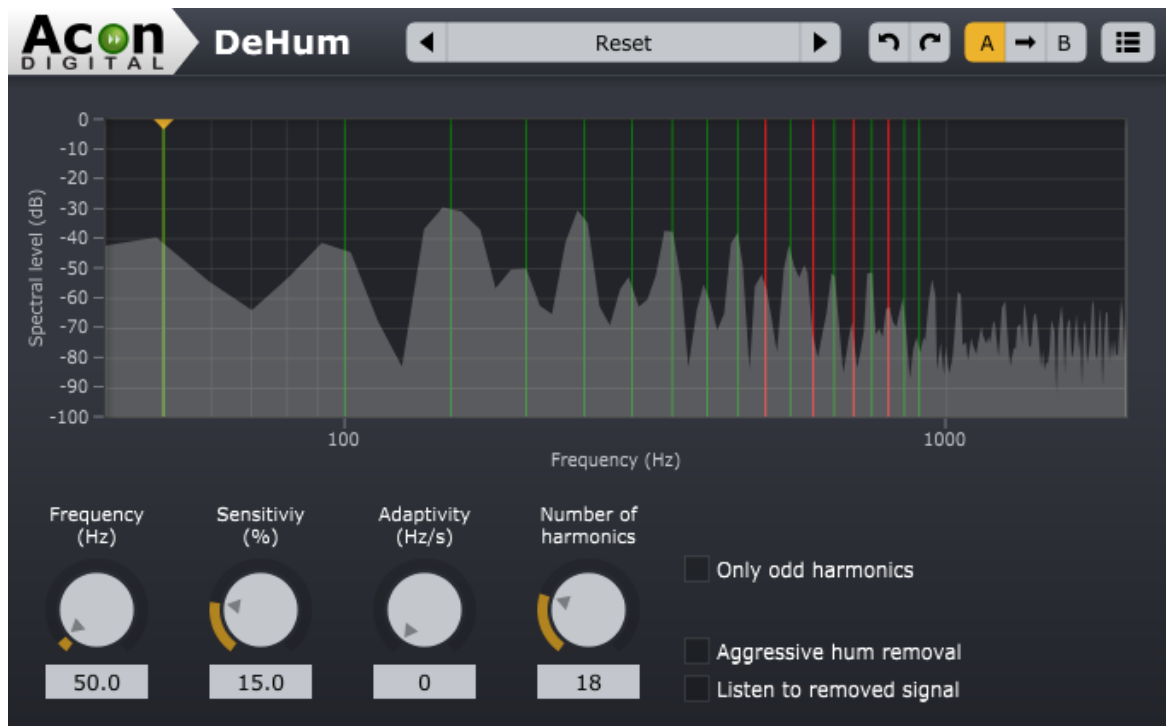 Acon
DIGITAL
DeHum
Reset
A
B
0
-10
-20
-30
-40
-50
-60
-70
-80
-90
-100
Spectral level (dB)
100
1000
Frequency (Hz)
Frequency
(Hz)
Sensitiviy
(%)
Adaptivity
(Hz/s)
Number of
harmonics
Only odd harmonics
Aggressive hum removal
Listen to removed signal
50.0
15.0
0
18